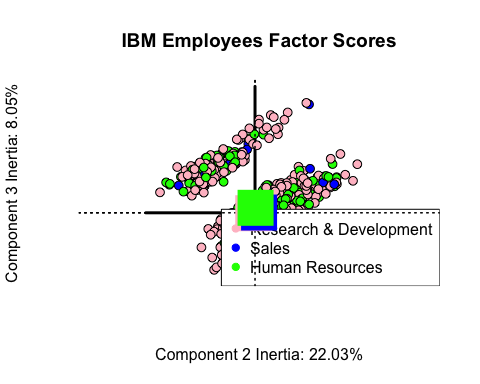 IBM Employees Factor Scores
Component 3 Inertia: 8.05%
Research & Development
Sales
Human Resources
Component 2 Inertia: 22.03%